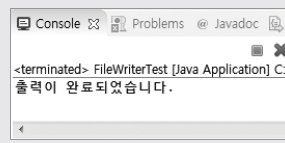 Console Problems @ Javadoc
<terminated> FileWriterTest [Java Application] C:
출력이 완료되었습니다.